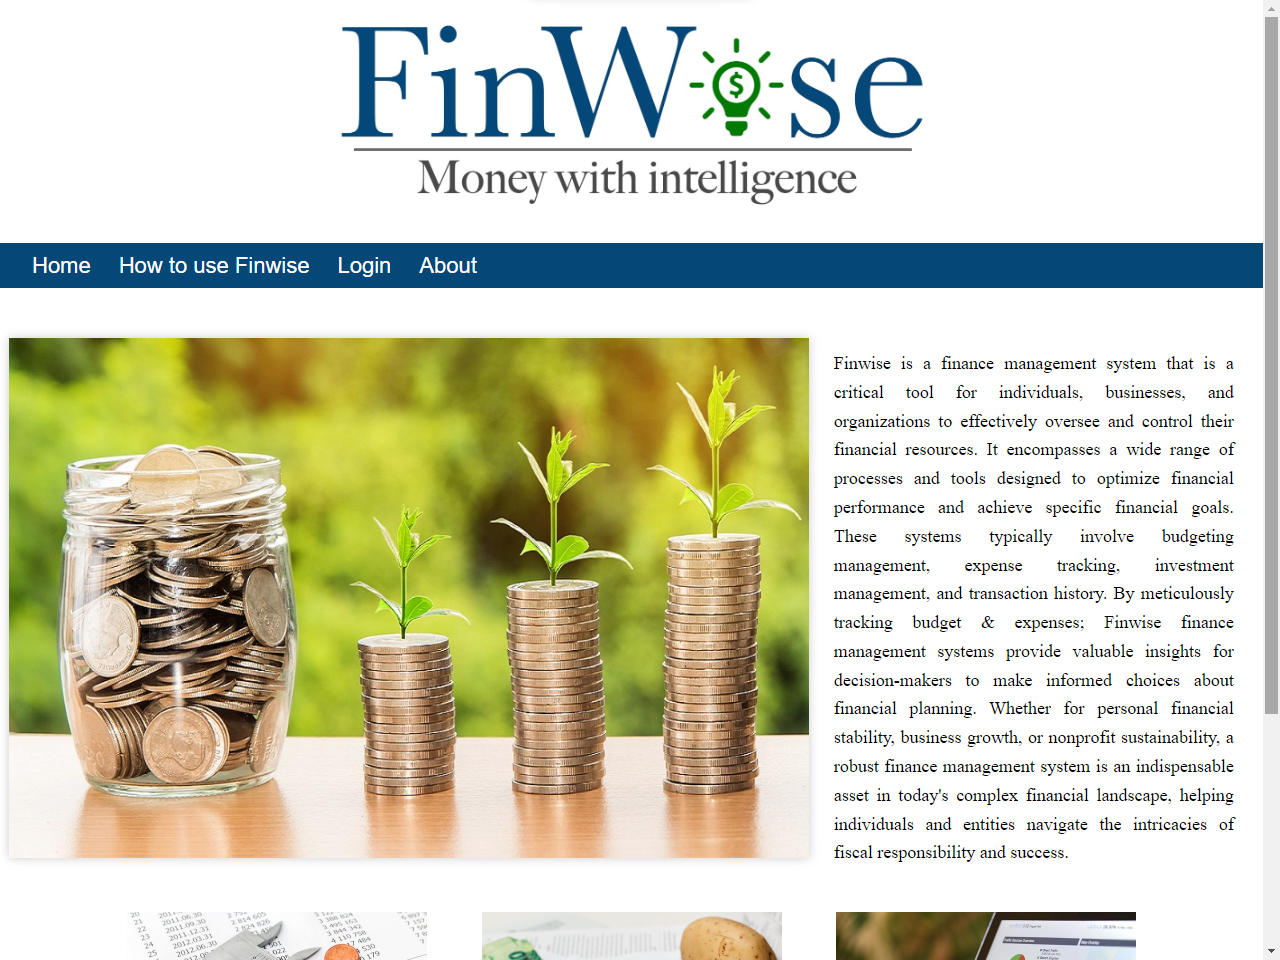 FinWise
Money with intelligence
Home How to use Finwise Login About
Finwise is a finance management system that is a
critical tool for individuals, businesses, and
organizations to effectively oversee and control their
financial resources. It encompasses a wide range of
processes and tools designed to optimize financial
performance and achieve specific financial goals.
These systems typically involve budgeting
management, expense tracking, investment
management, and transaction history. By meticulously
tracking budget & expenses; Finwise finance
management systems provide valuable insights for
decision-makers to make informed choices about
financial planning. Whether for personal financial
stability, business growth, or nonprofit sustainability, a
robust finance management system is an indispensable
asset in today's complex financial landscape, helping
individuals and entities navigate the intricacies of
fiscal responsibility and success.